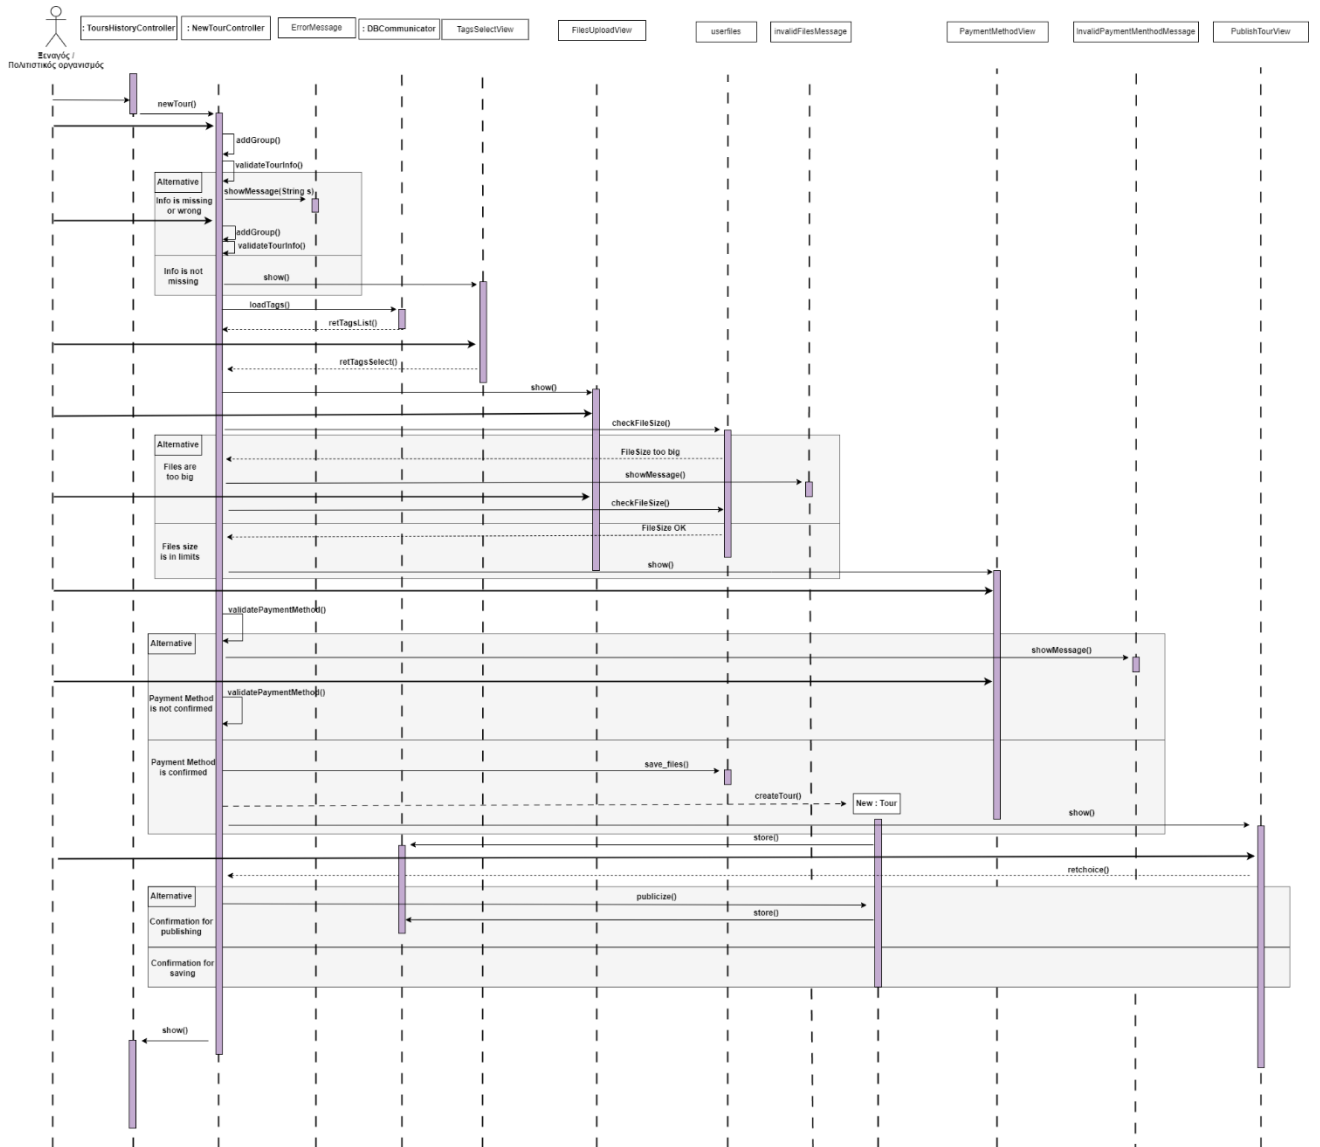 : ToursHistoryController
: NewTourController
ErrorMessage
: DBCommunicator
TagsSelectView
FilesUploadView
userfiles
invalidFilesMessage
PaymentMethodView
InvalidPaymentMenthodMessage
PublishTourView
Ξεναγός /
Πολιτιστικός οργανισμός
newTour()
addGroup()
validateTourInfo()
Alternative
showMessage(String s)
Info is missing
or wrong
addGroup()
validateTourInfo()
Info is not
missing
show()
loadTags()
retTagsList()
retTagsSelect()
show()
checkFileSize()
Alternative
FileSize too big
Files are
too big
showMessage()
checkFileSize()
FileSize OK
Files size
is in limits
show()
validatePaymentMethod()
Alternative
showMessage()
validatePaymentMethod()
Payment Method
is not confirmed
Payment Method
is confirmed
save_files()
createTour()
New : Tour
show()
store()
retchoice()
Alternative
publicize()
store()
Confirmation for
publishing
Confirmation for
saving
show()